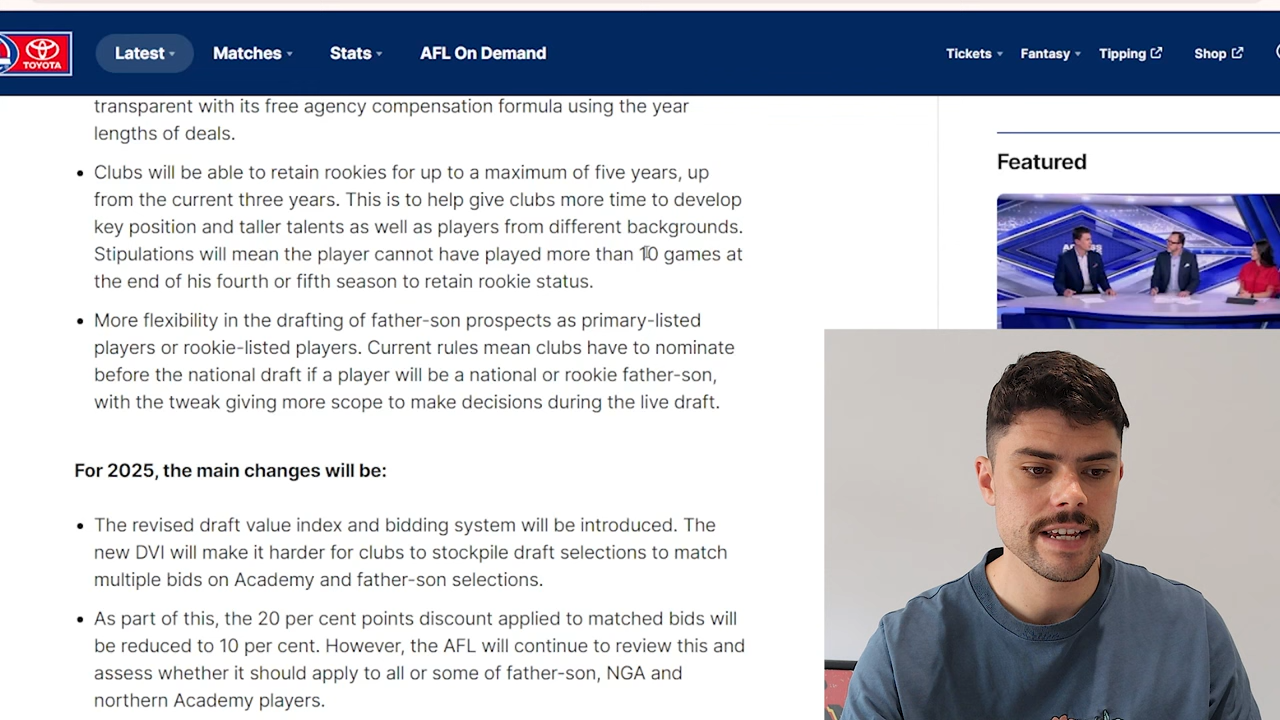 TOYOTA
Latest
Matches
Stats
AFL On Demand
Tickets
Fantasy
Tipping
Shop
transparent with its free agency compensation formula using the year
lengths of deals.
• Clubs will be able to retain rookies for up to a maximum of five years, up
from the current three years. This is to help give clubs more time to develop
key position and taller talents as well as players from different backgrounds.
Stipulations will mean the player cannot have played more than 10 games at
the end of his fourth or fifth season to retain rookie status.
• More flexibility in the drafting of father-son prospects as primary-listed
players or rookie-listed players. Current rules mean clubs have to nominate
before the national draft if a player will be a national or rookie father-son,
with the tweak giving more scope to make decisions during the live draft.
For 2025, the main changes will be:
• The revised draft value index and bidding system will be introduced. The
new DVI will make it harder for clubs to stockpile draft selections to match
multiple bids on Academy and father-son selections.
• As part of this, the 20 per cent points discount applied to matched bids will
be reduced to 10 per cent. However, the AFL will continue to review this and
assess whether it should apply to all or some of father-son, NGA and
northern Academy players.
Featured